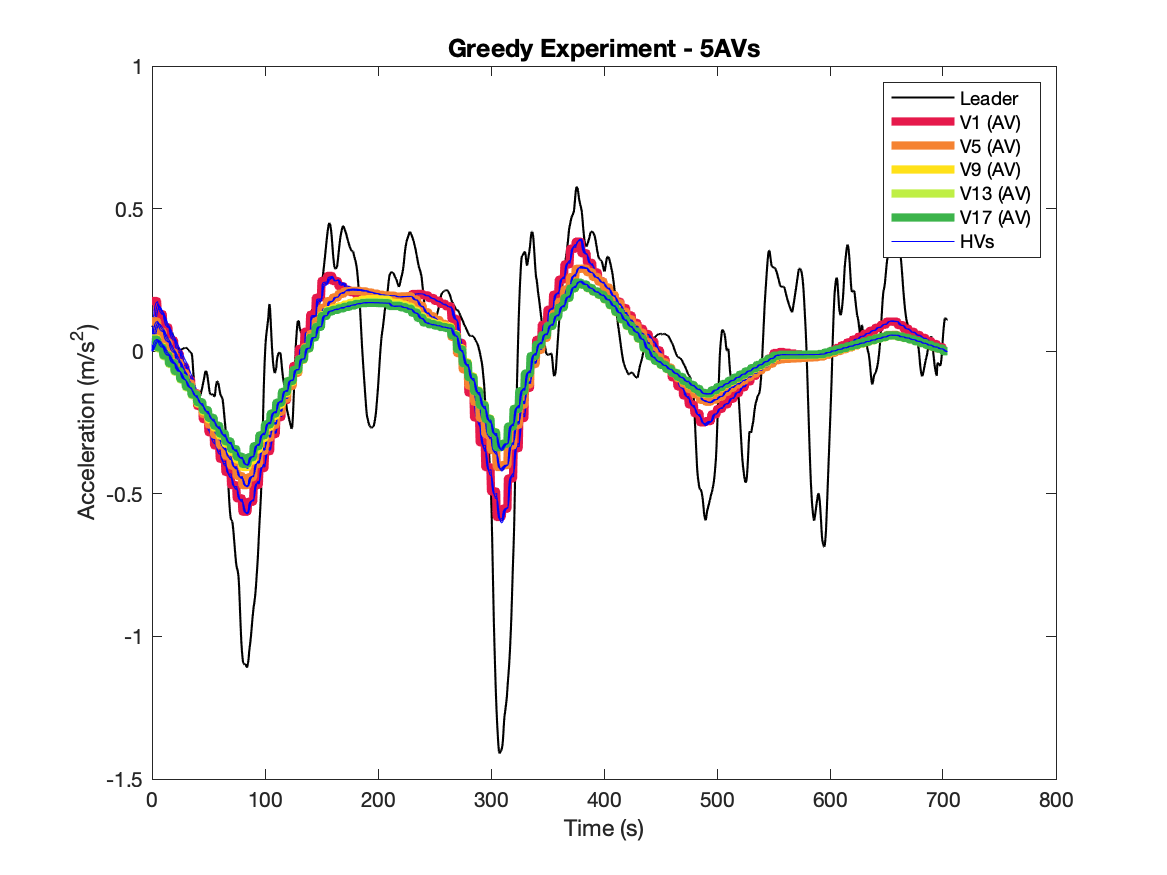 Greedy Experiment - 5AVs
1
0.5
0
-0.5
-1
-1.5
Acceleration (m/s²)
Leader
V1 (AV)
V5 (AV)
V9 (AV)
V13 (AV)
V17 (AV)
HVs
0 100 200 300 400 500 600 700 800
Time (s)